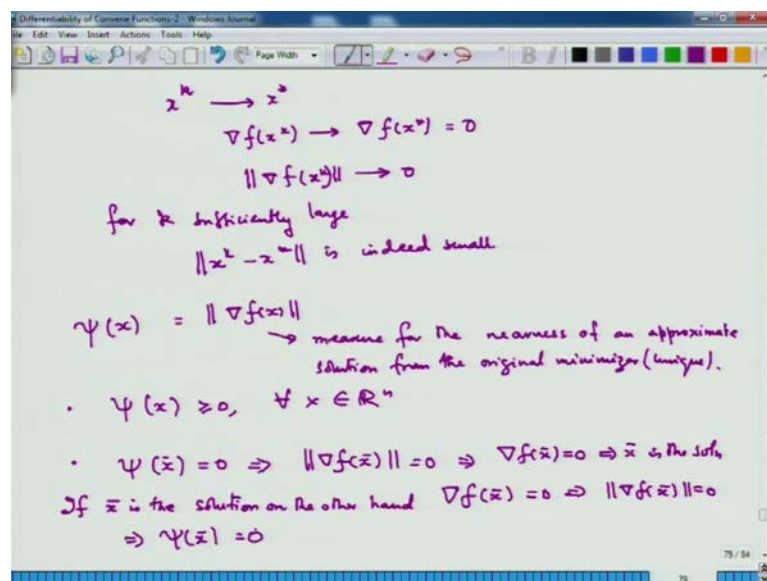 Differentiability of Convene Functions-2 - Windows Journal
File Edit View Insert Actions Tools Help
Page Width
x^k → x^*
∇f(x^k) → ∇f(x^*) = 0
||∇f(x^k)|| → 0
for k sufficiently large
||x^k - x^*|| is indeed small.
Ψ(x) = ||∇f(x)||
→ measure for the nearness of an approximate
solution from the original minimizer (unique).
• Ψ(x) ≥ 0, ∀ x ∈ ℝ^n
• Ψ(x̄) = 0 ⇒ ||∇f(x̄)|| = 0 ⇒ ∇f(x̄) = 0 ⇒ x̄ is the soln,
If x̄ is the solution on the other hand ∇f(x̄) = 0 ⇒ ||∇f(x̄)|| = 0
⇒ Ψ(x̄) = 0
79 / 84
79